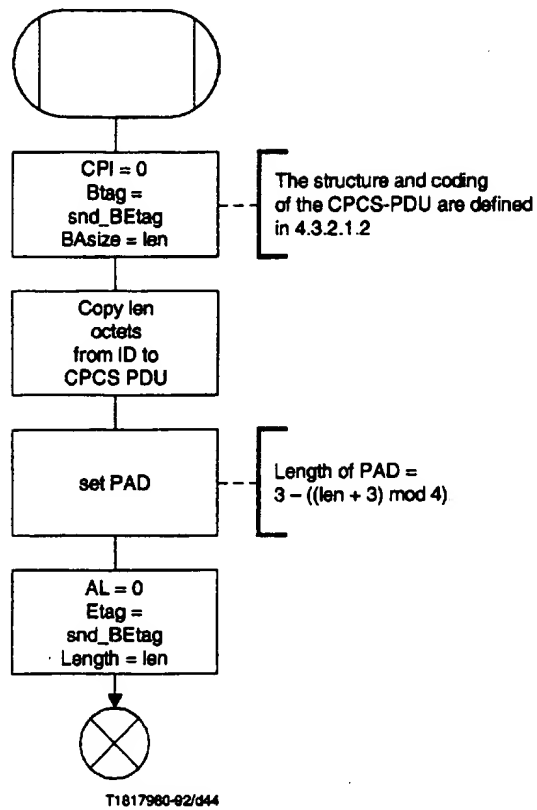 CPI = 0
Btag =
snd_BEtag
BAsize = len
The structure and coding
of the CPCS-PDU are defined
in 4.3.2.1.2
Copy len
octets
from ID to
CPCS PDU
set PAD
Length of PAD =
3 – ((len + 3) mod 4)
AL = 0
Etag =
snd_BEtag
Length = len
T1817960-92/d44